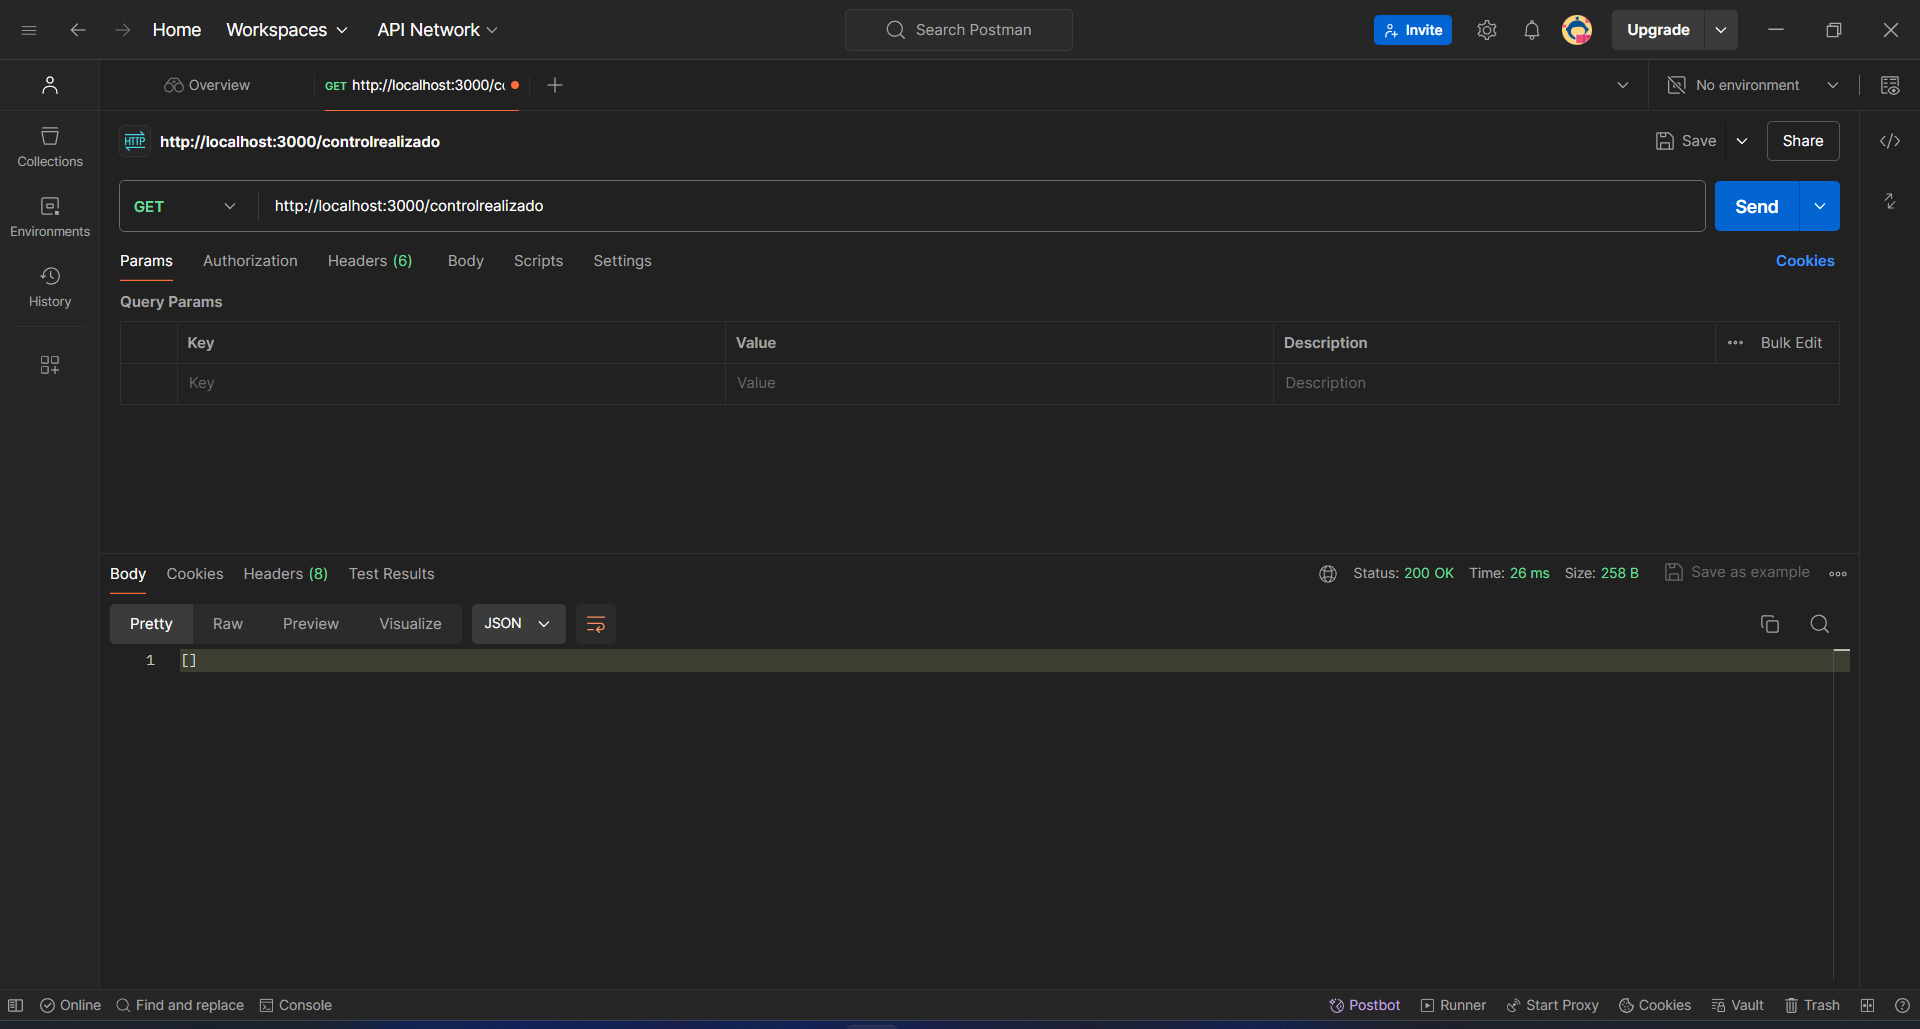 Home Workspaces API Network Search Postman Invite Upgrade
Overview GET http://localhost:3000/c No environment
HTTP http://localhost:3000/controlrealizado Save Share
Collections
GET http://localhost:3000/controlrealizado Send
Environments
Params Authorization Headers (6) Body Scripts Settings Cookies
History
Query Params
Key Value Description Bulk Edit
Key Value Description
Body Cookies Headers (8) Test Results Status: 200 OK Time: 26 ms Size: 258 B Save as example
Pretty Raw Preview Visualize JSON
1 []
Online Find and replace Console Postbot Runner Start Proxy Cookies Vault Trash